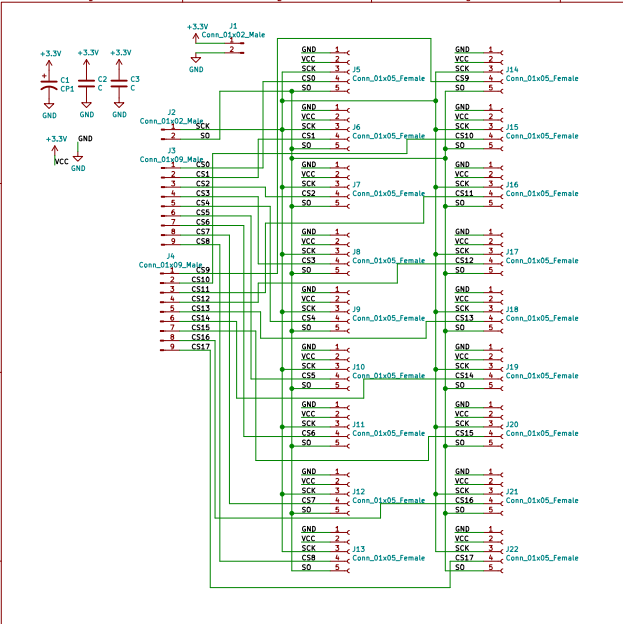 +3.3V
J1
Conn_01x02_Male
1
2
GND
+3.3V
+3.3V
+3.3V
C1
CP1
C2
C
C3
C
GND
GND
GND
+3.3V
VCC
GND
GND
J2
Conn_01x02_Male
1 SCK
2 SO
J3
Conn_01x09_Male
1 CS0
2 CS1
3 CS2
4 CS3
5 CS4
6 CS5
7 CS6
8 CS7
9 CS8
J4
Conn_01x09_Male
1 CS9
2 CS10
3 CS11
4 CS12
5 CS13
6 CS14
7 CS15
8 CS16
9 CS17
GND 1
VCC 2
SCK 3 J5
CS0 4 Conn_01x05_Female
SO 5
GND 1
VCC 2
SCK 3 J6
CS1 4 Conn_01x05_Female
SO 5
GND 1
VCC 2
SCK 3 J7
CS2 4 Conn_01x05_Female
SO 5
GND 1
VCC 2
SCK 3 J8
CS3 4 Conn_01x05_Female
SO 5
GND 1
VCC 2
SCK 3 J9
CS4 4 Conn_01x05_Female
SO 5
GND 1
VCC 2
SCK 3 J10
CS5 4 Conn_01x05_Female
SO 5
GND 1
VCC 2
SCK 3 J11
CS6 4 Conn_01x05_Female
SO 5
GND 1
VCC 2
SCK 3 J12
CS7 4 Conn_01x05_Female
SO 5
GND 1
VCC 2
SCK 3 J13
CS8 4 Conn_01x05_Female
SO 5
GND 1
VCC 2
SCK 3 J14
CS9 4 Conn_01x05_Female
SO 5
GND 1
VCC 2
SCK 3 J15
CS10 4 Conn_01x05_Female
SO 5
GND 1
VCC 2
SCK 3 J16
CS11 4 Conn_01x05_Female
SO 5
GND 1
VCC 2
SCK 3 J17
CS12 4 Conn_01x05_Female
SO 5
GND 1
VCC 2
SCK 3 J18
CS13 4 Conn_01x05_Female
SO 5
GND 1
VCC 2
SCK 3 J19
CS14 4 Conn_01x05_Female
SO 5
GND 1
VCC 2
SCK 3 J20
CS15 4 Conn_01x05_Female
SO 5
GND 1
VCC 2
SCK 3 J21
CS16 4 Conn_01x05_Female
SO 5
GND 1
VCC 2
SCK 3 J22
CS17 4 Conn_01x05_Female
SO 5